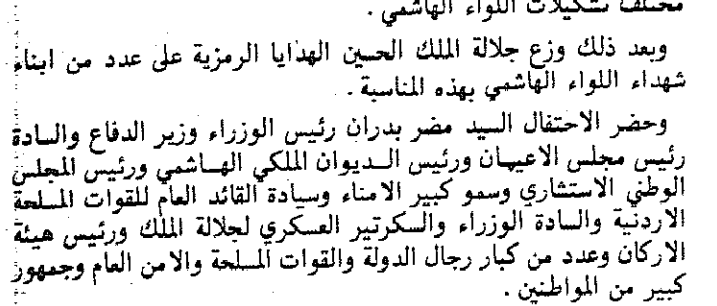 مختلف تشكيلات اللواء الهاشمي .
وبعد ذلك وزع جلالة الملك الحسين الهدايا الرمزية على عدد من ابناء
شهداء اللواء الهاشمي بهذه المناسبة .
وحضر الاحتفال السيد مضر بدران رئيس الوزراء وزير الدفاع والسادة
رئيس مجلس الاعيان ورئيس الديوان الملكي الهاشمي ورئيس المجلس
الوطني الاستشاري وسمو كبير الامناء وسيادة القائد العام للقوات المسلحة
الاردنية والسادة الوزراء والسكرتير العسكري لجلالة الملك ورئيس هيئة
الاركان وعدد من كبار رجال الدولة والقوات المسلحة والامن العام وجمهور
كبير من المواطنين .